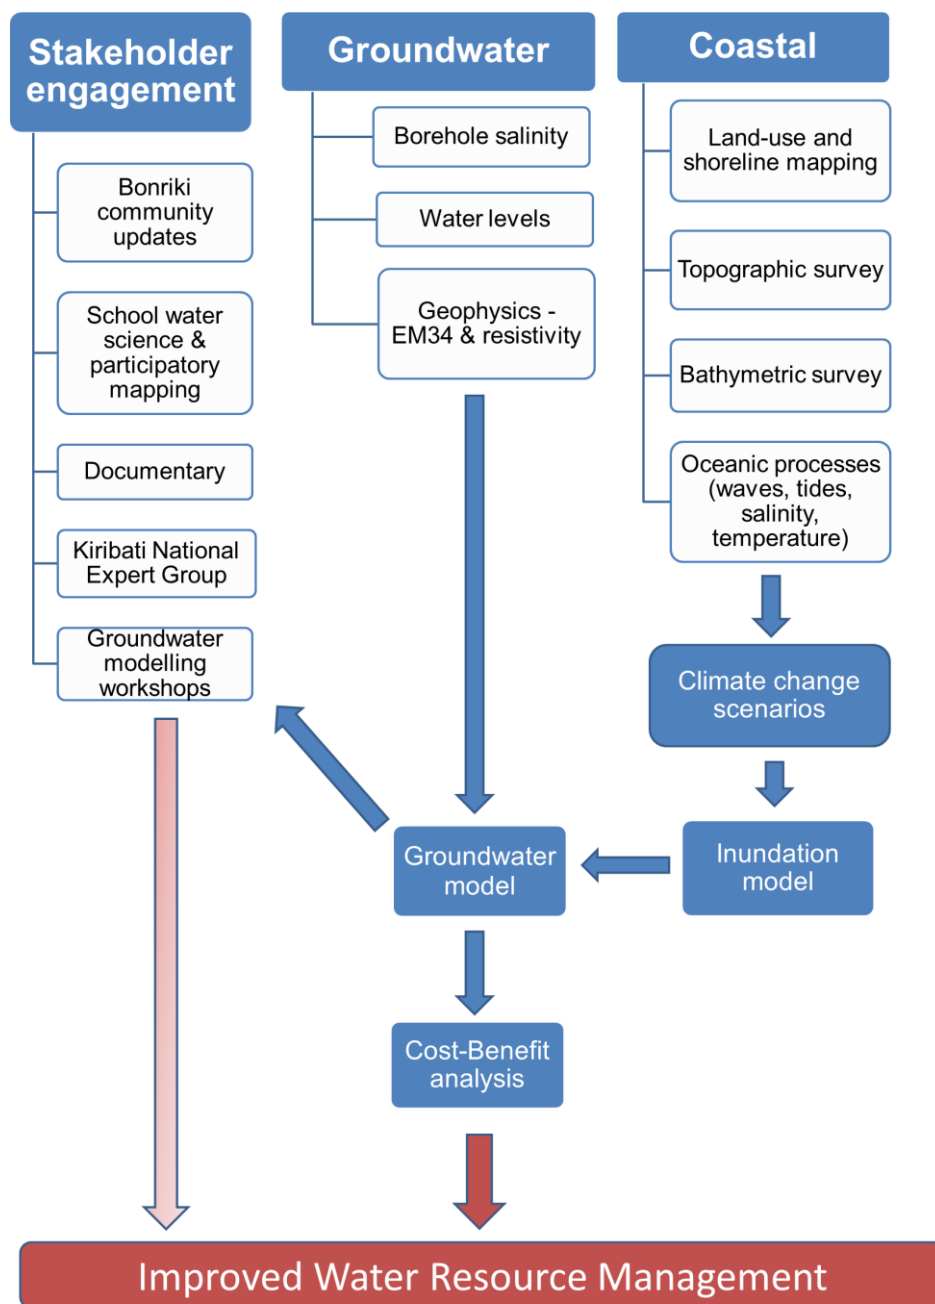 Stakeholder
engagement
Bonriki
community
updates
School water
science &
participatory
mapping
Documentary
Kiribati National
Expert Group
Groundwater
modelling
workshops
Groundwater
Borehole salinity
Water levels
Geophysics -
EM34 & resistivity
Coastal
Land-use and
shoreline mapping
Topographic survey
Bathymetric survey
Oceanic processes
(waves, tides,
salinity,
temperature)
Climate change
scenarios
Inundation
model
Groundwater
model
Cost-Benefit
analysis
Improved Water Resource Management